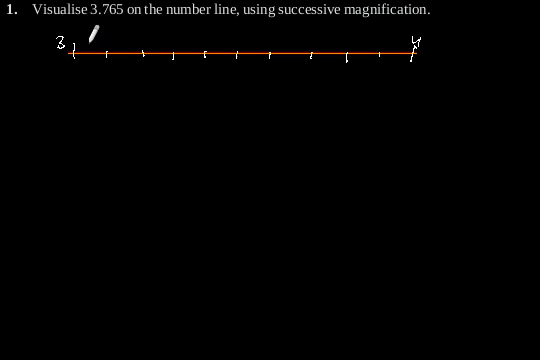 1. Visualise 3.765 on the number line, using successive magnification.
3 4